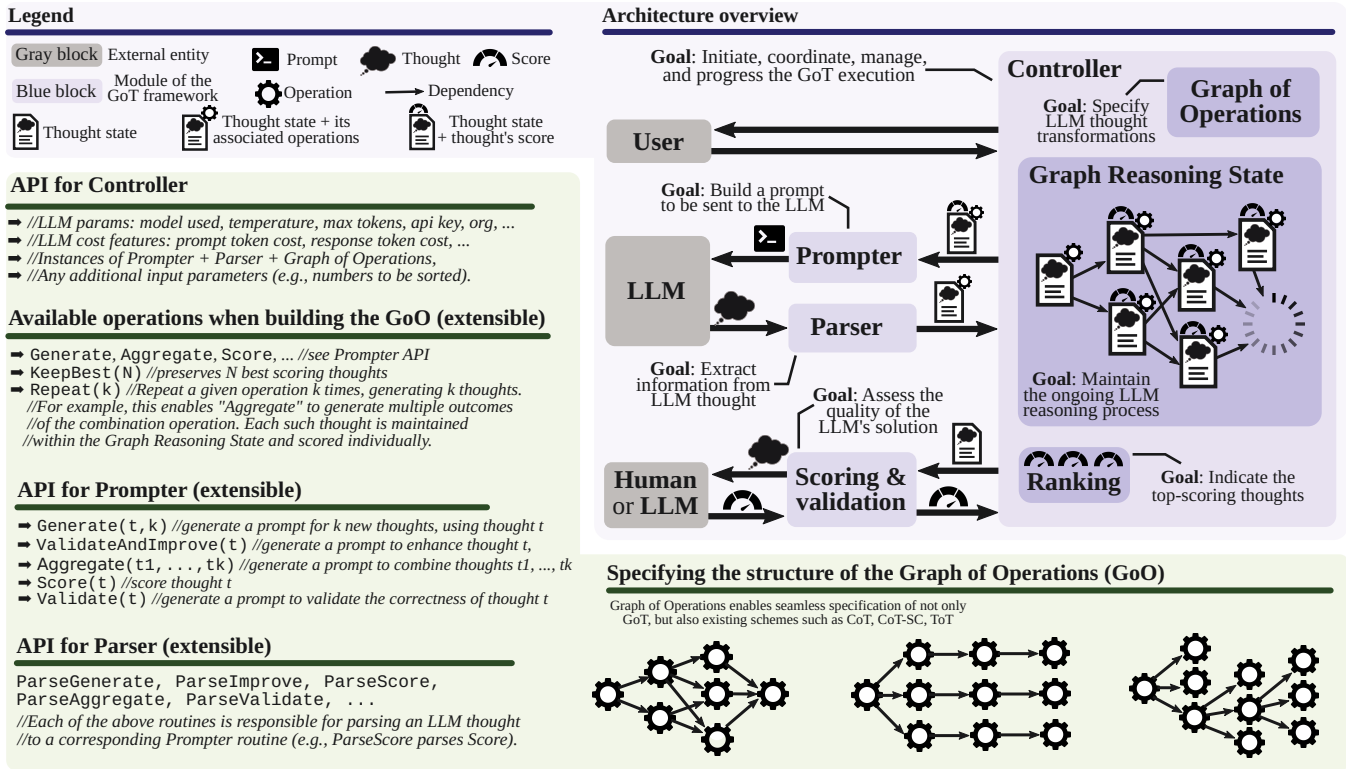 Legend
Gray block External entity
Prompt
Thought
Score
Blue block
Module of the
GoT framework
Operation
Dependency
Thought state
Thought state + its
associated operations
Thought state
+ thought's score
API for Controller
//LLM params: model used, temperature, max tokens, api key, org, ...
//LLM cost features: prompt token cost, response token cost, ...
//Instances of Prompter + Parser + Graph of Operations,
//Any additional input parameters (e.g., numbers to be sorted).
Available operations when building the GoO (extensible)
Generate, Aggregate, Score, ... //see Prompter API
KeepBest(N) //preserves N best scoring thoughts
Repeat(k) //Repeat a given operation k times, generating k thoughts.
//For example, this enables "Aggregate" to generate multiple outcomes
//of the combination operation. Each such thought is maintained
//within the Graph Reasoning State and scored individually.
API for Prompter (extensible)
Generate(t,k) //generate a prompt for k new thoughts, using thought t
ValidateAndImprove(t) //generate a prompt to enhance thought t,
Aggregate(t1,...,tk) //generate a prompt to combine thoughts t1, ..., tk
Score(t) //score thought t
Validate(t) //generate a prompt to validate the correctness of thought t
API for Parser (extensible)
ParseGenerate, ParseImprove, ParseScore,
ParseAggregate, ParseValidate, ...
//Each of the above routines is responsible for parsing an LLM thought
//to a corresponding Prompter routine (e.g., ParseScore parses Score).
Architecture overview
Goal: Initiate, coordinate, manage,
and progress the GoT execution
Controller
Goal: Specify
LLM thought
transformations
Graph of
Operations
User
Goal: Build a prompt
to be sent to the LLM
LLM
Prompter
Parser
Goal: Extract
information from
LLM thought
Graph Reasoning State
Goal: Maintain
the ongoing LLM
reasoning process
Goal: Assess the
quality of the
LLM's solution
Human
or LLM
Scoring &
validation
Ranking
Goal: Indicate the
top-scoring thoughts
Specifying the structure of the Graph of Operations (GoO)
Graph of Operations enables seamless specification of not only
GoT, but also existing schemes such as CoT, CoT-SC, ToT